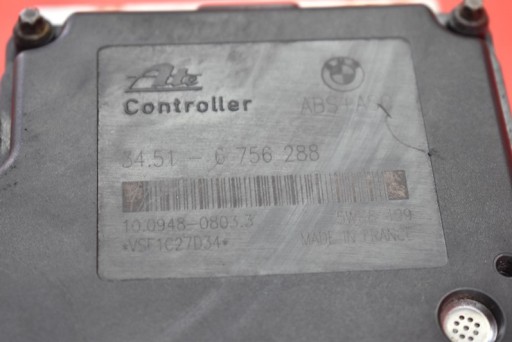 Ate
Controller
ABS
34.51 - 6 756 288
10.0948-0803.3
*VSF1C27D34*
MADE IN FRANCE